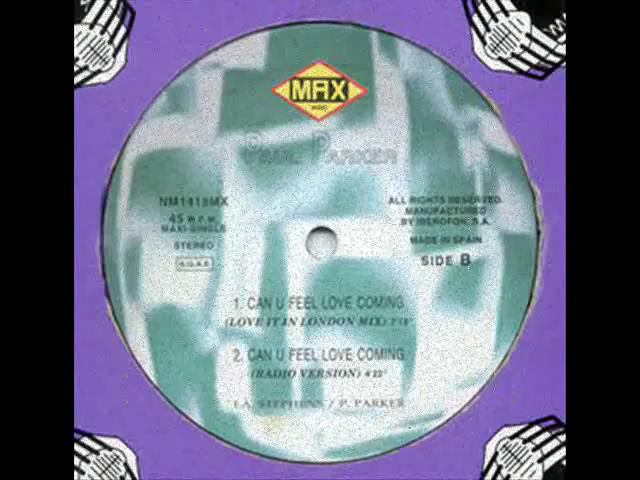 MAX
MUSIC
PAUL PARKER
NM1418MX
45 R.P.M.
MAXI-SINGLE
STEREO
S.G.A.E.
ALL RIGHTS RESERVED.
MANUFACTURED
BY IBEROFON, S.A.
MADE IN SPAIN
SIDE B
1. CAN U FEEL LOVE COMING
(LOVE IT IN LONDON MIX)
2. CAN U FEEL LOVE COMING
(RADIO VERSION) 4'22"
STEPHENS / P. PARKER